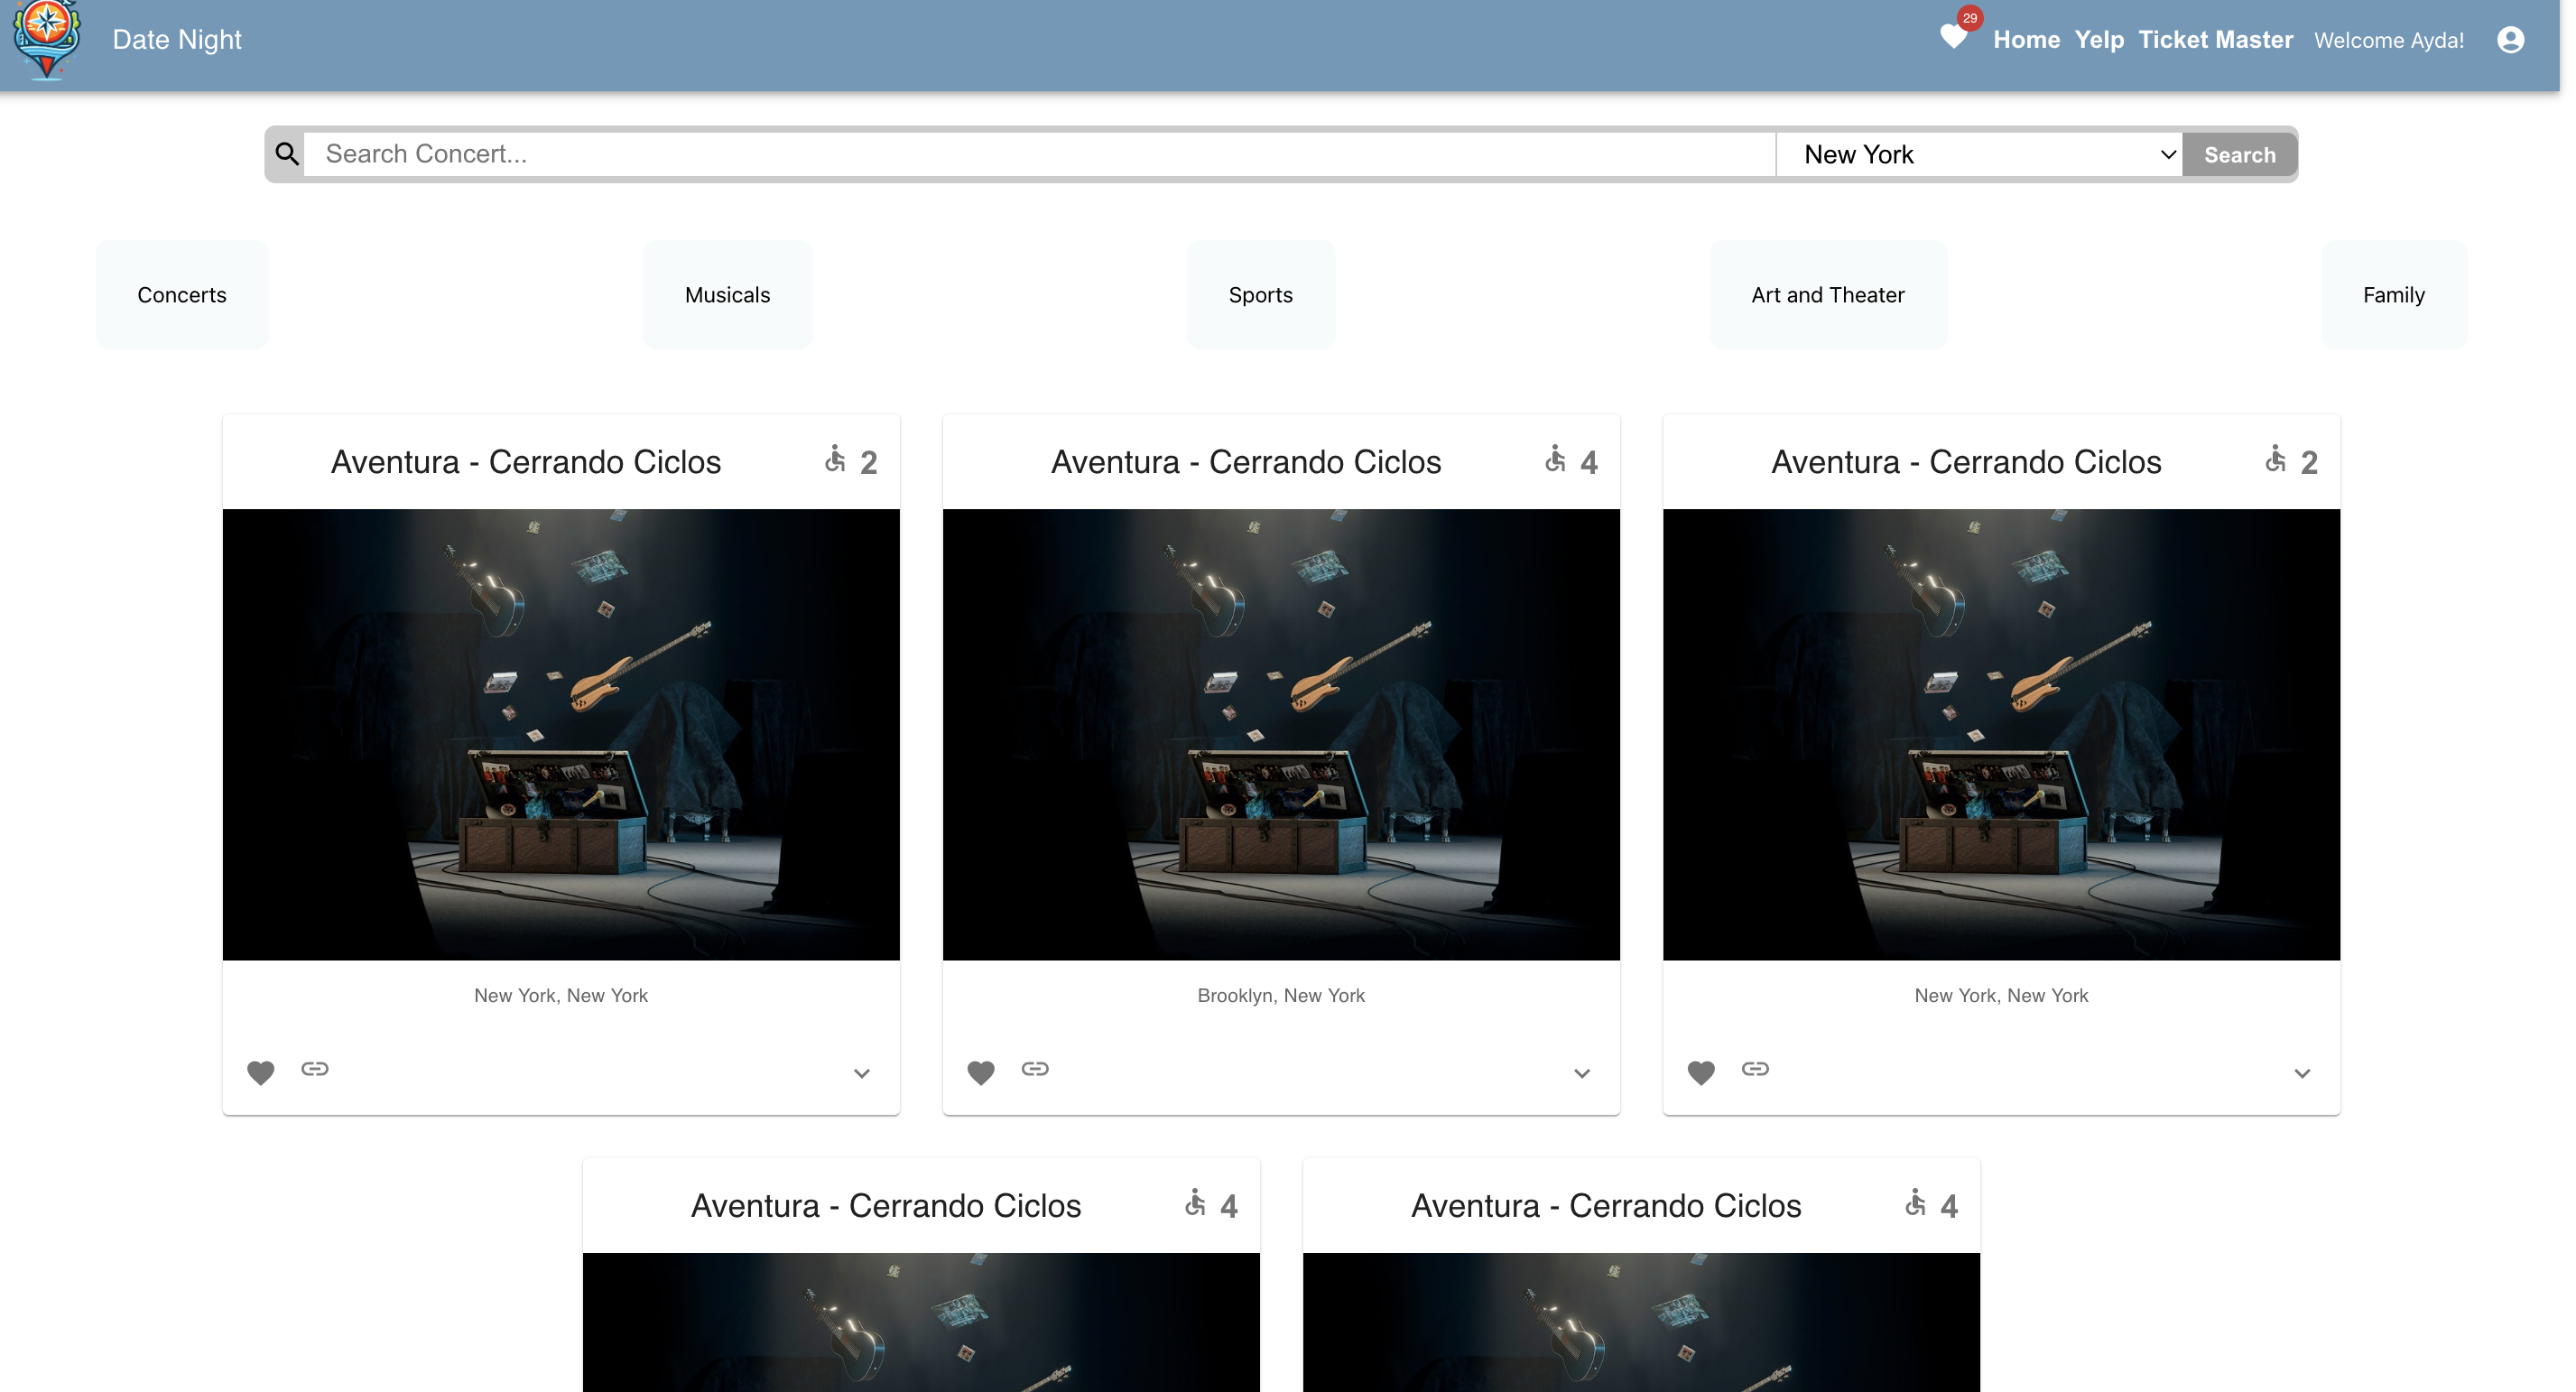 Date Night
29
Home Yelp Ticket Master Welcome Ayda!
Search Concert... New York Search
Concerts Musicals Sports Art and Theater Family
Aventura - Cerrando Ciclos 2
Aventura - Cerrando Ciclos 4
Aventura - Cerrando Ciclos 2
New York, New York
Brooklyn, New York
New York, New York
Aventura - Cerrando Ciclos 4
Aventura - Cerrando Ciclos 4